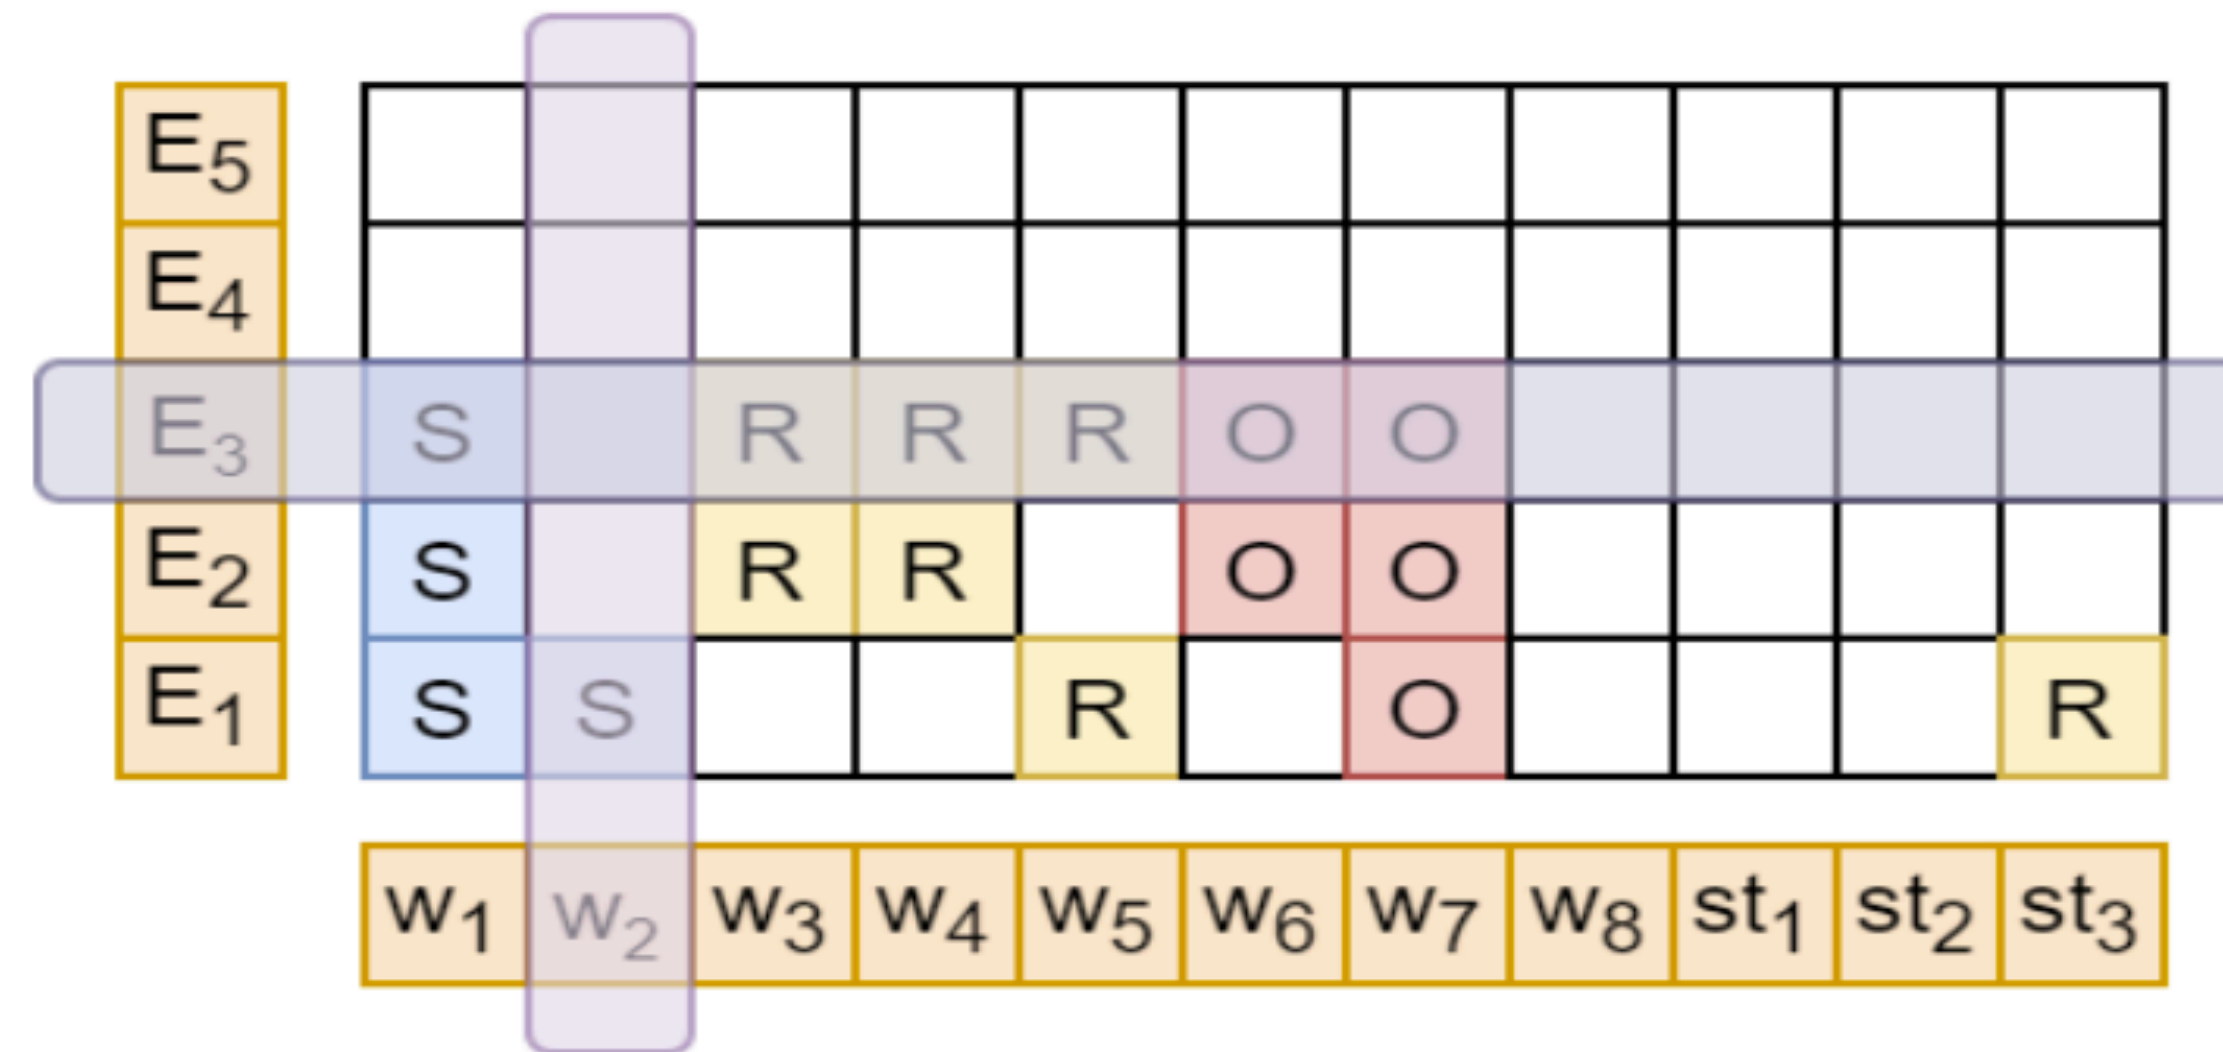 E5
E4
E3 S R R R O O
E2 S R R O O
E1 S S R O R
w1 w2 w3 w4 w5 w6 w7 w8 st1 st2 st3